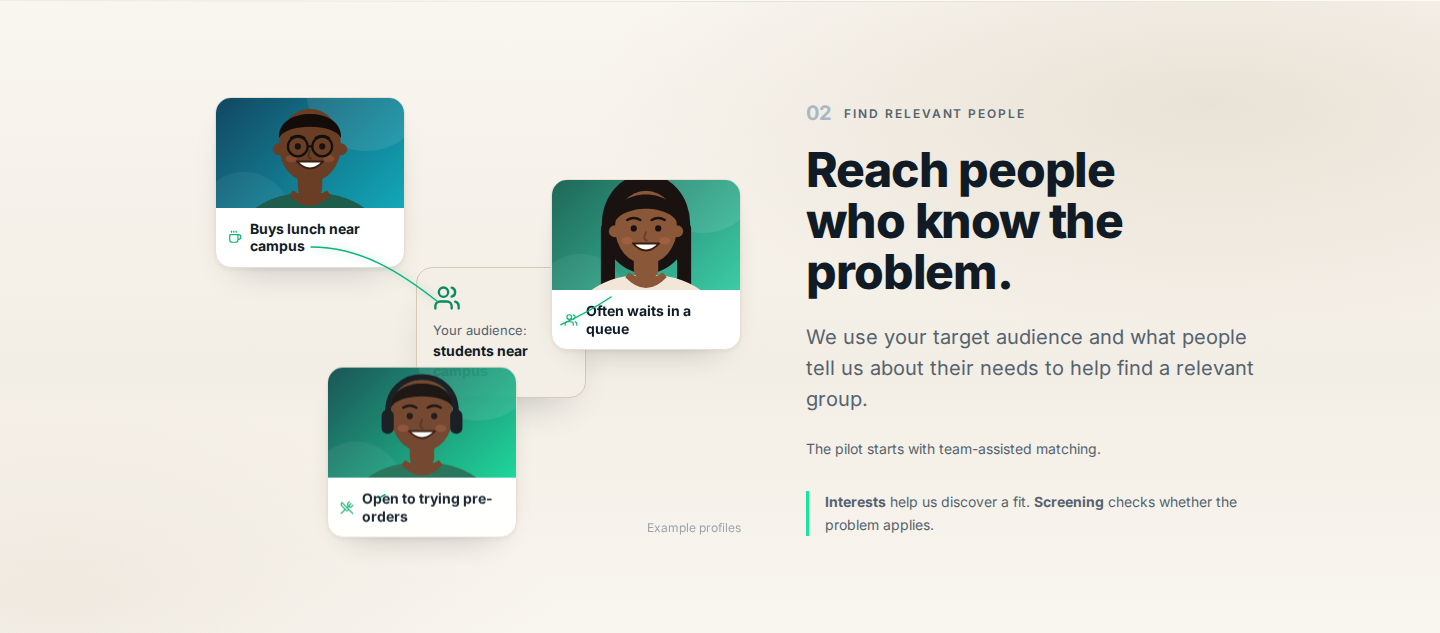 Buys lunch near
campus
Often waits in a
queue
Your audience:
students near
campus
Open to trying pre-
orders
Example profiles
02 FIND RELEVANT PEOPLE
Reach people
who know the
problem.
We use your target audience and what people
tell us about their needs to help find a relevant
group.
The pilot starts with team-assisted matching.
Interests help us discover a fit. Screening checks whether the
problem applies.